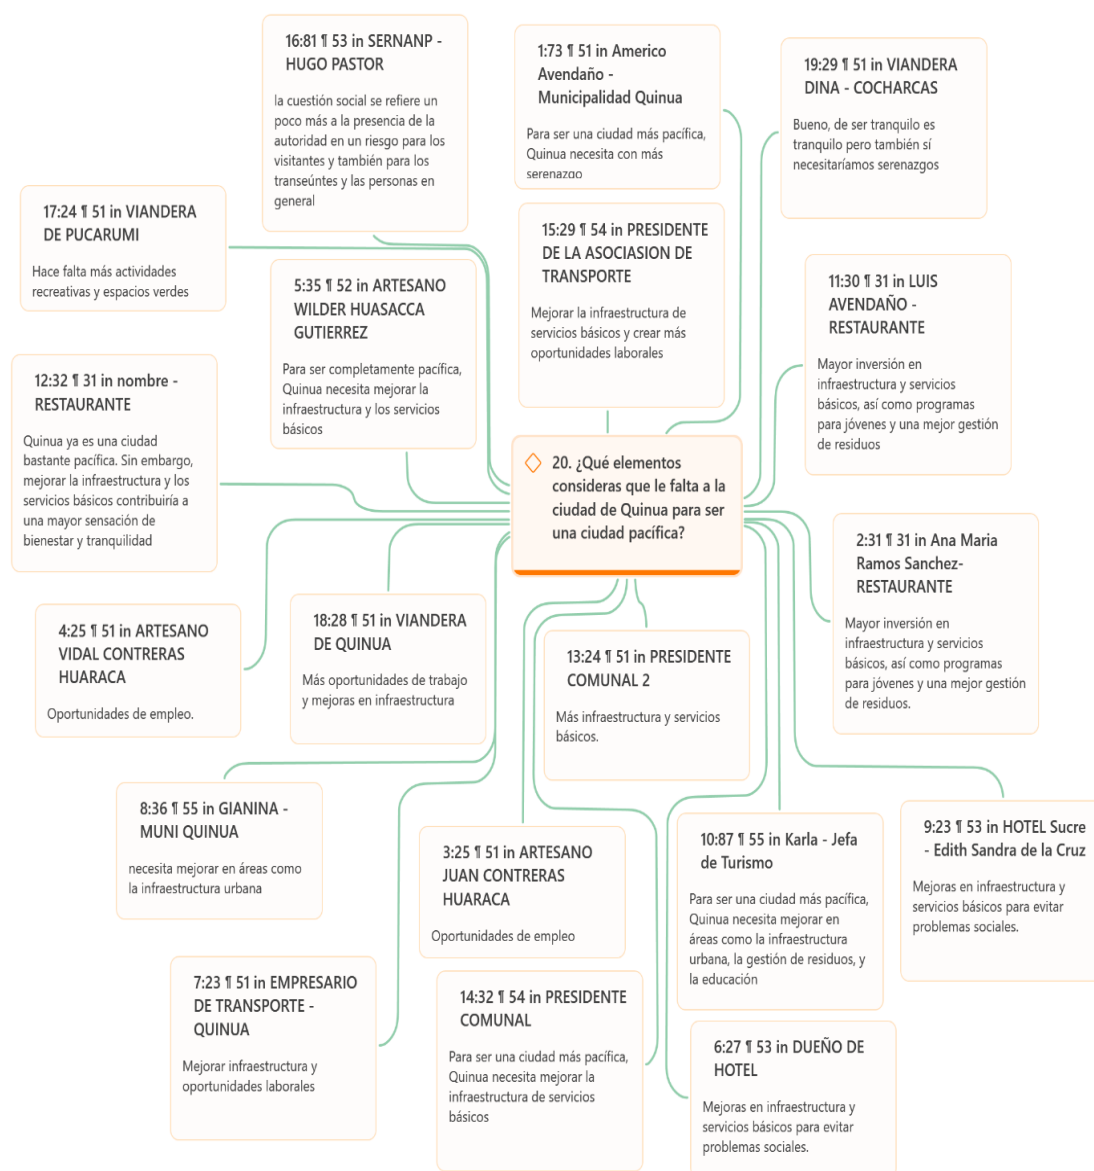 16:81 ¶ 53 in SERNANP -
HUGO PASTOR
la cuestión social se refiere un
poco más a la presencia de la
autoridad en un riesgo para los
visitantes y también para los
transeúntes y las personas en
general
1:73 ¶ 51 in Americo
Avendaño -
Municipalidad Quinua
Para ser una ciudad más pacífica,
Quinua necesita con más
serenazgo
19:29 ¶ 51 in VIANDERA
DINA - COCHARCAS
Bueno, de ser tranquilo es
tranquilo pero también sí
necesitaríamos serenazgos
17:24 ¶ 51 in VIANDERA
DE PUCARUMI
Hace falta más actividades
recreativas y espacios verdes
5:35 ¶ 52 in ARTESANO
WILDER HUASACCA
GUTIERREZ
Para ser completamente pacífica,
Quinua necesita mejorar la
infraestructura y los servicios
básicos
15:29 ¶ 54 in PRESIDENTE
DE LA ASOCIASION DE
TRANSPORTE
Mejorar la infraestructura de
servicios básicos y crear más
oportunidades laborales
11:30 ¶ 31 in LUIS
AVENDAÑO -
RESTAURANTE
Mayor inversión en
infraestructura y servicios
básicos, así como programas
para jóvenes y una mejor gestión
de residuos
12:32 ¶ 31 in nombre -
RESTAURANTE
Quinua ya es una ciudad
bastante pacífica. Sin embargo,
mejorar la infraestructura y los
servicios básicos contribuiría a
una mayor sensación de
bienestar y tranquilidad
20. ¿Qué elementos
consideras que le falta a la
ciudad de Quinua para ser
una ciudad pacífica?
2:31 ¶ 31 in Ana Maria
Ramos Sanchez-
RESTAURANTE
Mayor inversión en
infraestructura y servicios
básicos, así como programas
para jóvenes y una mejor gestión
de residuos.
4:25 ¶ 51 in ARTESANO
VIDAL CONTRERAS
HUARACA
Oportunidades de empleo.
18:28 ¶ 51 in VIANDERA
DE QUINUA
Más oportunidades de trabajo
y mejoras en infraestructura
13:24 ¶ 51 in PRESIDENTE
COMUNAL 2
Más infraestructura y servicios
básicos.
8:36 ¶ 55 in GIANINA -
MUNI QUINUA
necesita mejorar en áreas como
la infraestructura urbana
3:25 ¶ 51 in ARTESANO
JUAN CONTRERAS
HUARACA
Oportunidades de empleo
10:87 ¶ 55 in Karla - Jefa
de Turismo
Para ser una ciudad más pacífica,
Quinua necesita mejorar en
áreas como la infraestructura
urbana, la gestión de residuos, y
la educación
9:23 ¶ 53 in HOTEL Sucre
- Edith Sandra de la Cruz
Mejoras en infraestructura y
servicios básicos para evitar
problemas sociales.
7:23 ¶ 51 in EMPRESARIO
DE TRANSPORTE -
QUINUA
Mejorar infraestructura y
oportunidades laborales
14:32 ¶ 54 in PRESIDENTE
COMUNAL
Para ser una ciudad más pacífica,
Quinua necesita mejorar la
infraestructura de servicios
básicos
6:27 ¶ 53 in DUEÑO DE
HOTEL
Mejoras en infraestructura y
servicios básicos para evitar
problemas sociales.